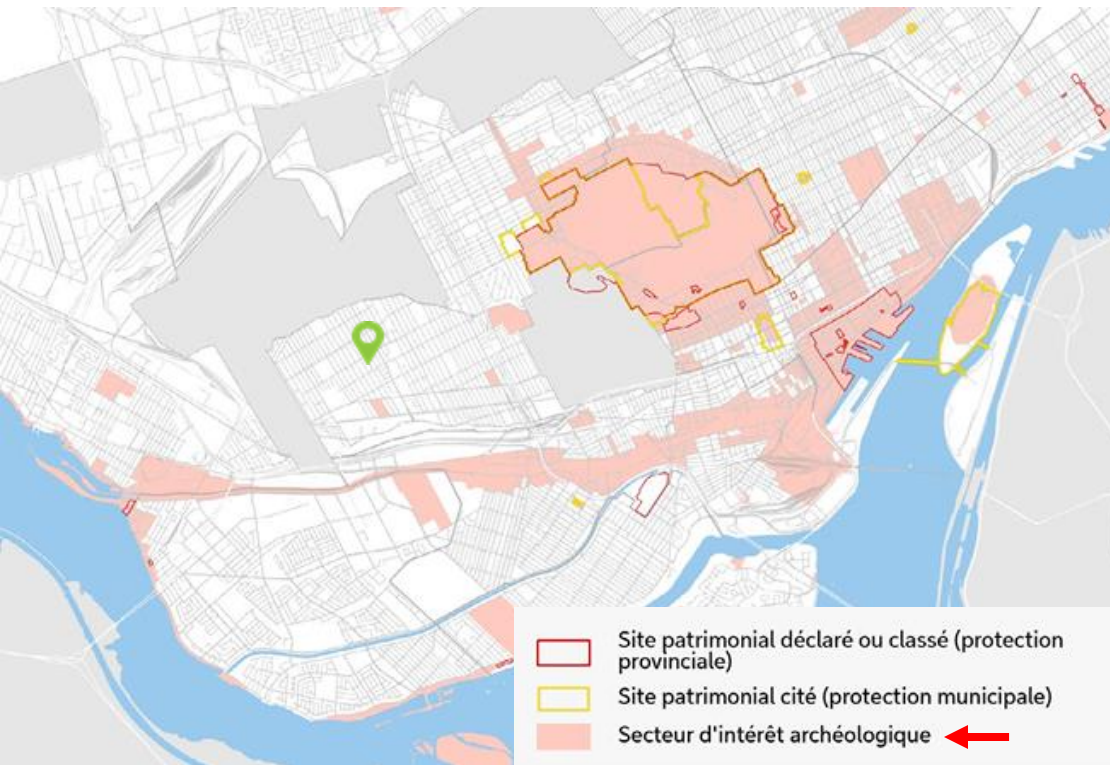 Site patrimonial déclaré ou classé (protection
provinciale)
Site patrimonial cité (protection municipale)
Secteur d'intérêt archéologique